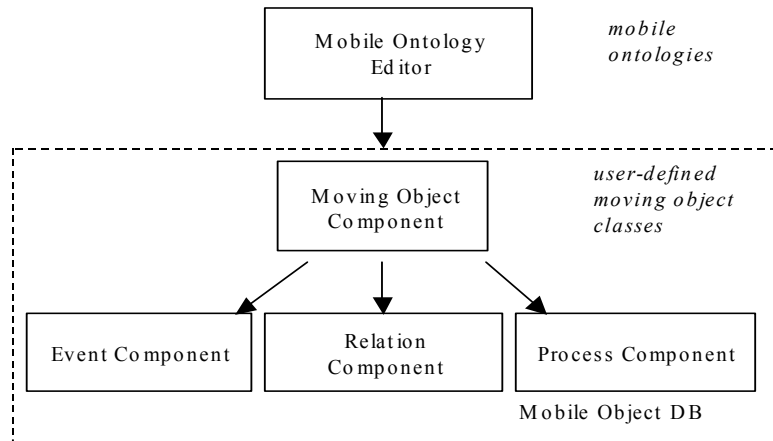 Mobile Ontology
Editor
mobile
ontologies
Moving Object
Component
user-defined
moving object
classes
Event Component
Relation
Component
Process Component
Mobile Object DB